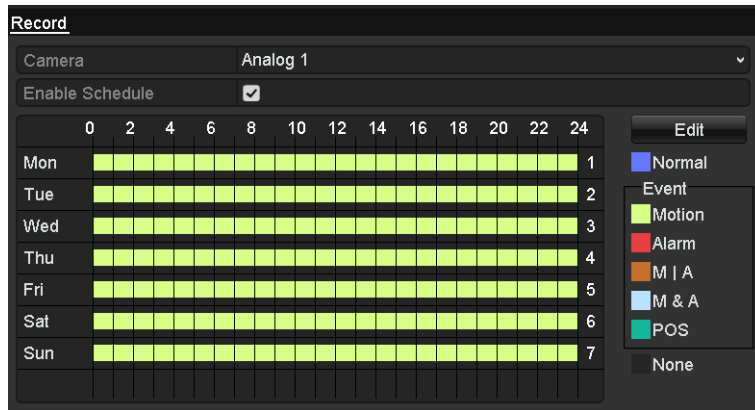 Record
Camera Analog 1
Enable Schedule
0 2 4 6 8 10 12 14 16 18 20 22 24
Edit
Mon 1
Normal
Tue 2
Event
Motion
Wed 3
Alarm
Thu 4
M | A
Fri 5
M & A
Sat 6
POS
Sun 7
None